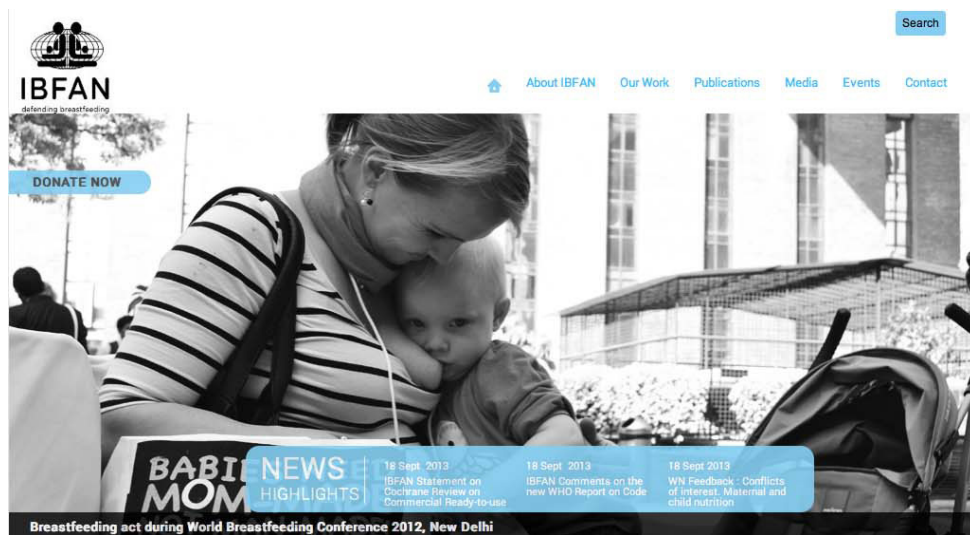 Search
IBFAN
defending breastfeeding
About IBFAN
Our Work
Publications
Media
Events
Contact
DONATE NOW
BABIE
MOM
NEWS
HIGHLIGHTS
18 Sept 2013
IBFAN Statement on
Cochrane Review on
Commercial Ready-to-use
18 Sept 2013
IBFAN Comments on the
new WHO Report on Code
18 Sept 2013
WN Feedback : Conflicts
of interest. Maternal and
child nutrition
Breastfeeding act during World Breastfeeding Conference 2012, New Delhi